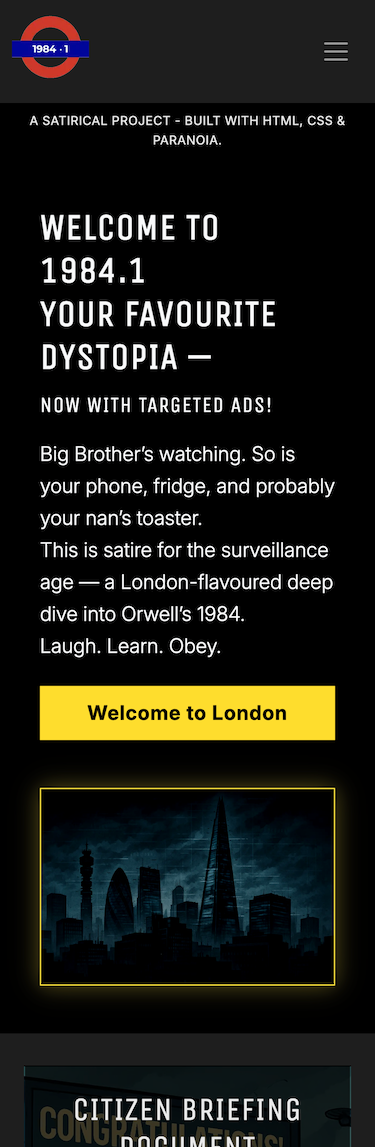 1984 · 1
A SATIRICAL PROJECT - BUILT WITH HTML, CSS &
PARANOIA.
WELCOME TO
1984.1
YOUR FAVOURITE
DYSTOPIA —
NOW WITH TARGETED ADS!
Big Brother’s watching. So is
your phone, fridge, and probably
your nan’s toaster.
This is satire for the surveillance
age — a London-flavoured deep
dive into Orwell’s 1984.
Laugh. Learn. Obey.
Welcome to London
CITIZEN BRIEFING
CONGRATULATIONS!
DOCUMENT